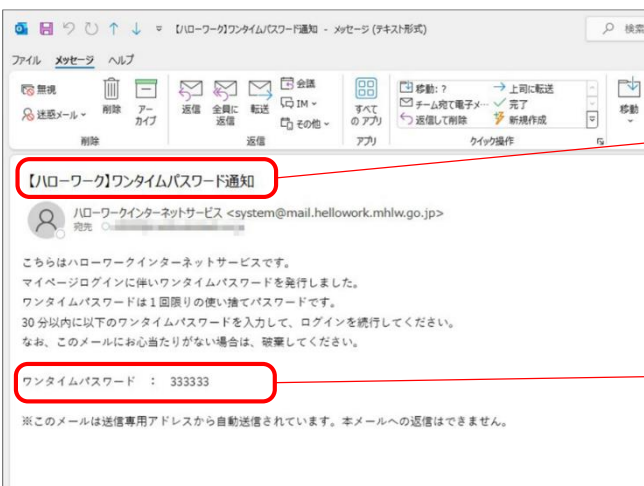 【ハローワーク】ワンタイムパスワード通知 - メッセージ (テキスト形式)
検索
ファイル メッセージ ヘルプ
無視
迷惑メール
削除
アーカイブ
返信
全員に返信
転送
会議
IM
その他
すべてのアプリ
移動: ?
チーム宛て電子メ…
返信して削除
上司に転送
完了
新規作成
移動
削除 返信 アプリ クイック操作
【ハローワーク】ワンタイムパスワード通知
ハローワークインターネットサービス <system@mail.hellowork.mhlw.go.jp>
宛先
こちらはハローワークインターネットサービスです。
マイページログインに伴いワンタイムパスワードを発行しました。
ワンタイムパスワードは1回限りの使い捨てパスワードです。
30分以内に以下のワンタイムパスワードを入力して、ログインを続行してください。
なお、このメールにお心当たりがない場合は、破棄してください。
ワンタイムパスワード ： 333333
※このメールは送信専用アドレスから自動送信されています。本メールへの返信はできません。